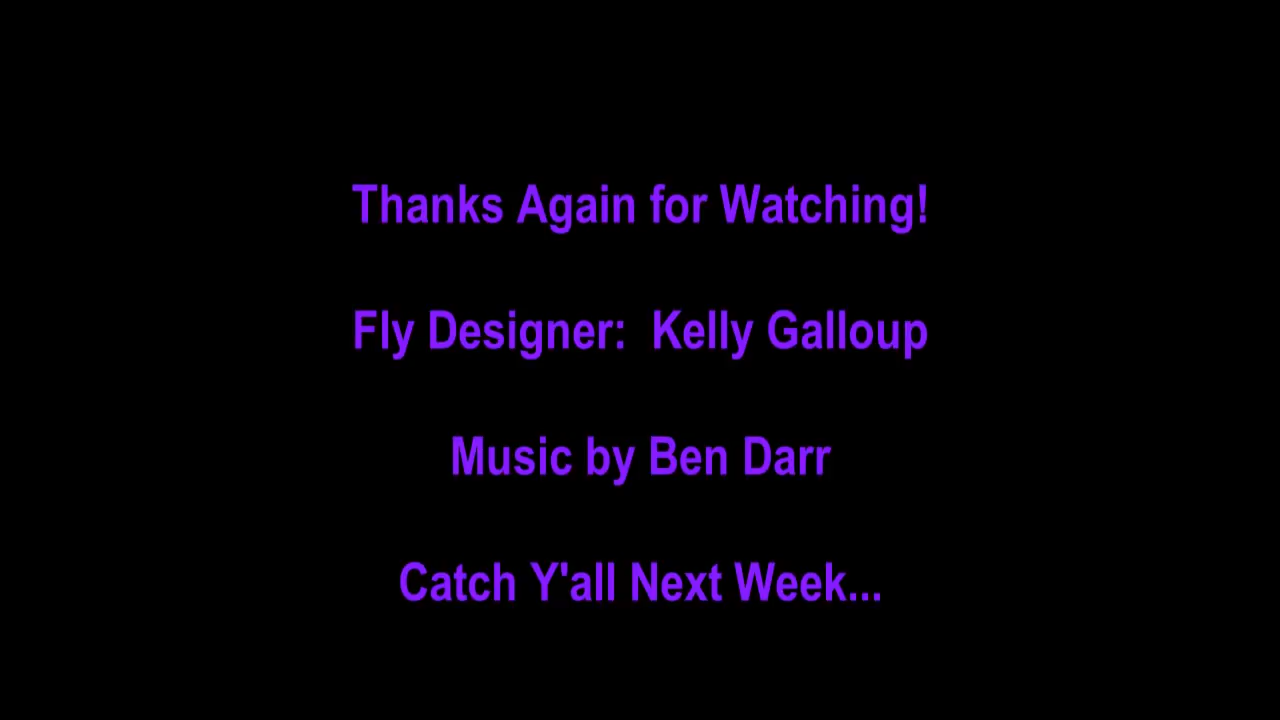 Thanks Again for Watching!
Fly Designer:  Kelly Galloup
Music by Ben Darr
Catch Y'all Next Week...